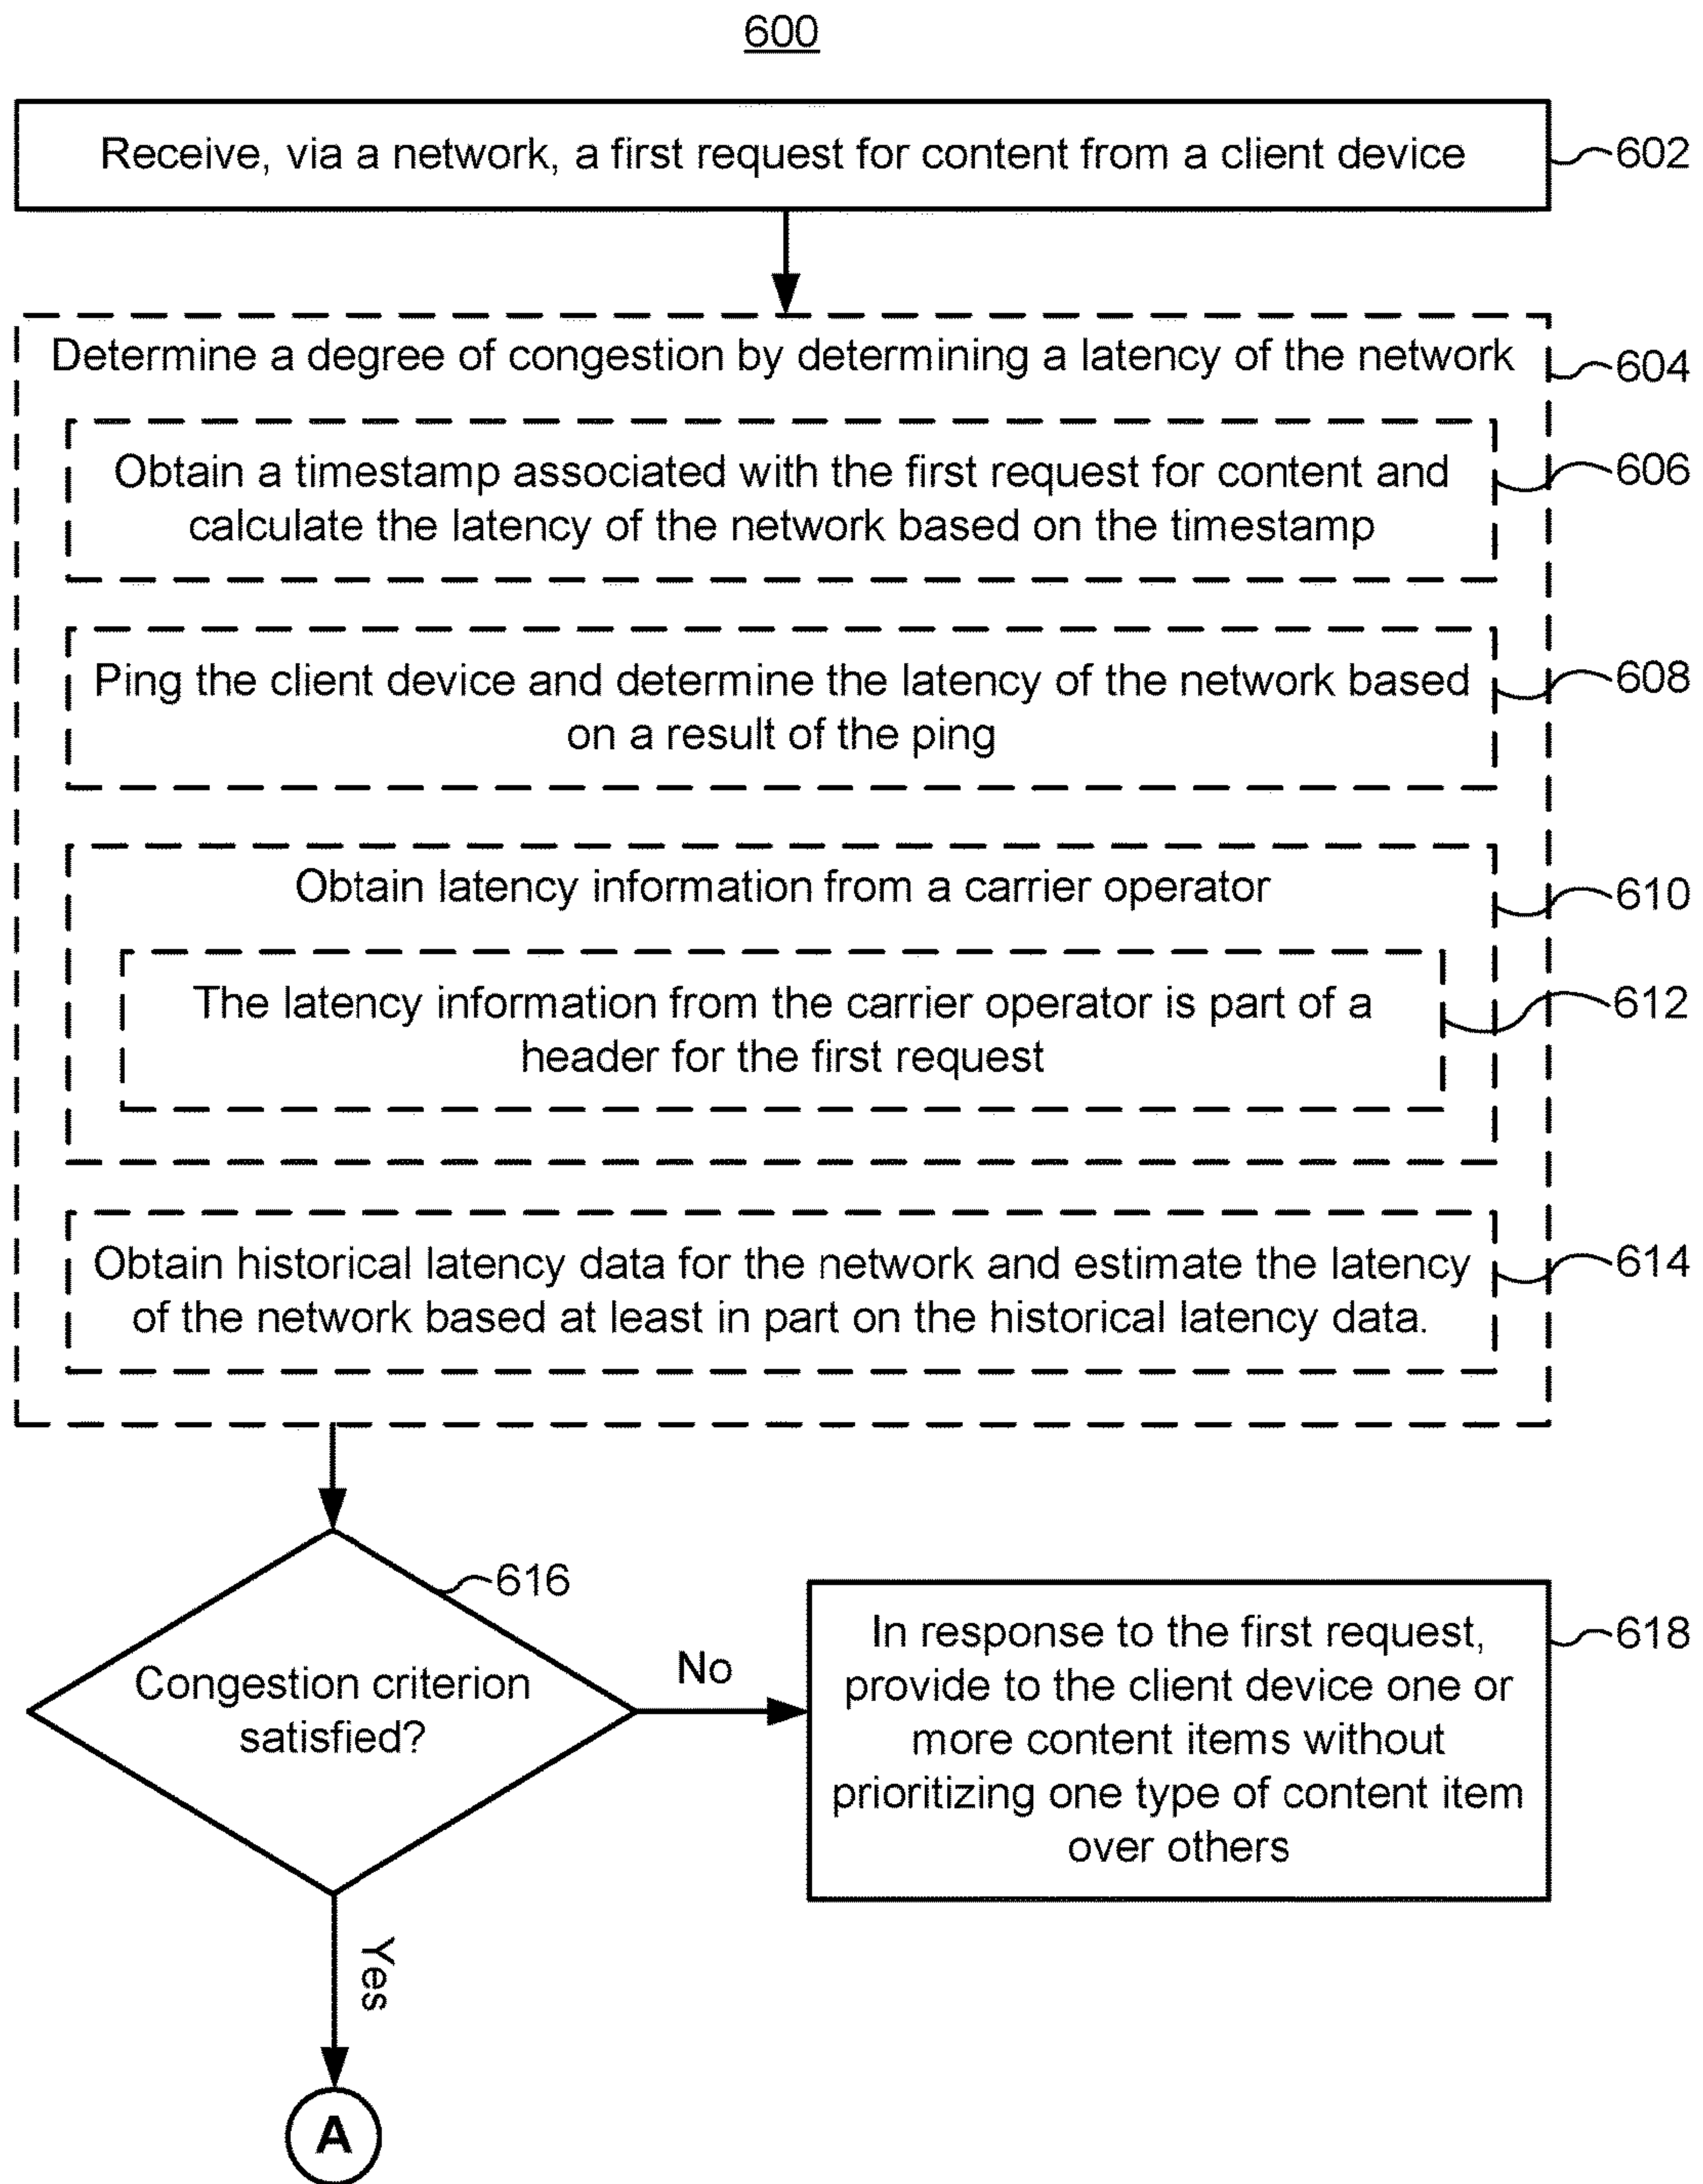 600
Receive, via a network, a first request for content from a client device
602
Determine a degree of congestion by determining a latency of the network
604
Obtain a timestamp associated with the first request for content and
calculate the latency of the network based on the timestamp
606
Ping the client device and determine the latency of the network based
on a result of the ping
608
Obtain latency information from a carrier operator
610
The latency information from the carrier operator is part of a
header for the first request
612
Obtain historical latency data for the network and estimate the latency
of the network based at least in part on the historical latency data.
614
616
Congestion criterion
satisfied?
No
In response to the first request,
provide to the client device one or
more content items without
prioritizing one type of content item
over others
618
Yes
A